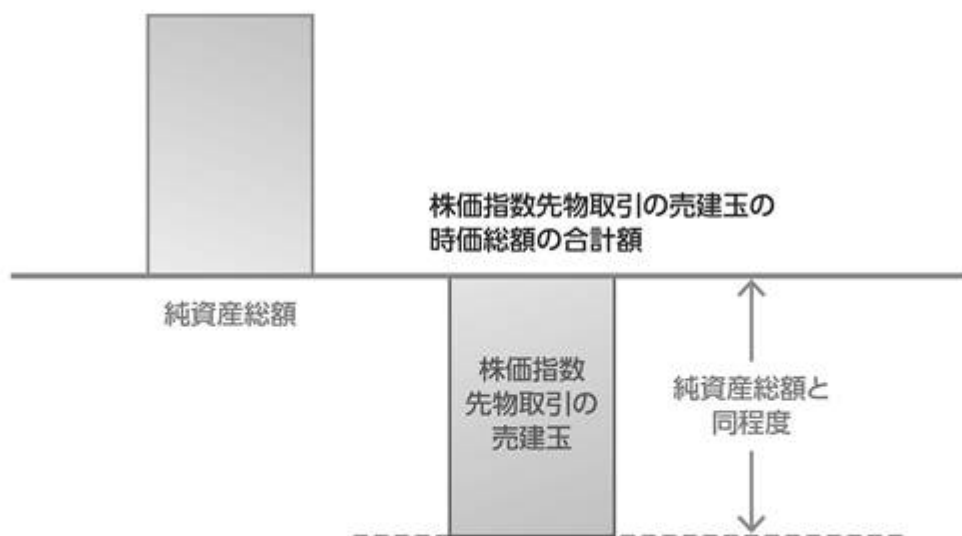 株価指数先物取引の売建玉の
時価総額の合計額
純資産総額
株価指数
先物取引の
売建玉
純資産総額と
同程度